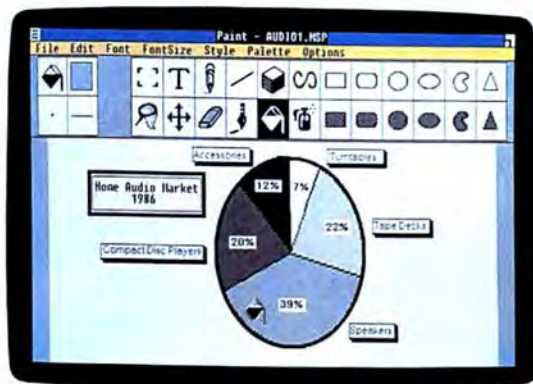 Paint - AUDIO1.MSP
File Edit Font FontSize Style Palette Options
T
Accessories
Turntables
Home Audio Market
1986
12%
7%
22%
Tape Decks
Compact Disc Players
20%
39%
Speakers